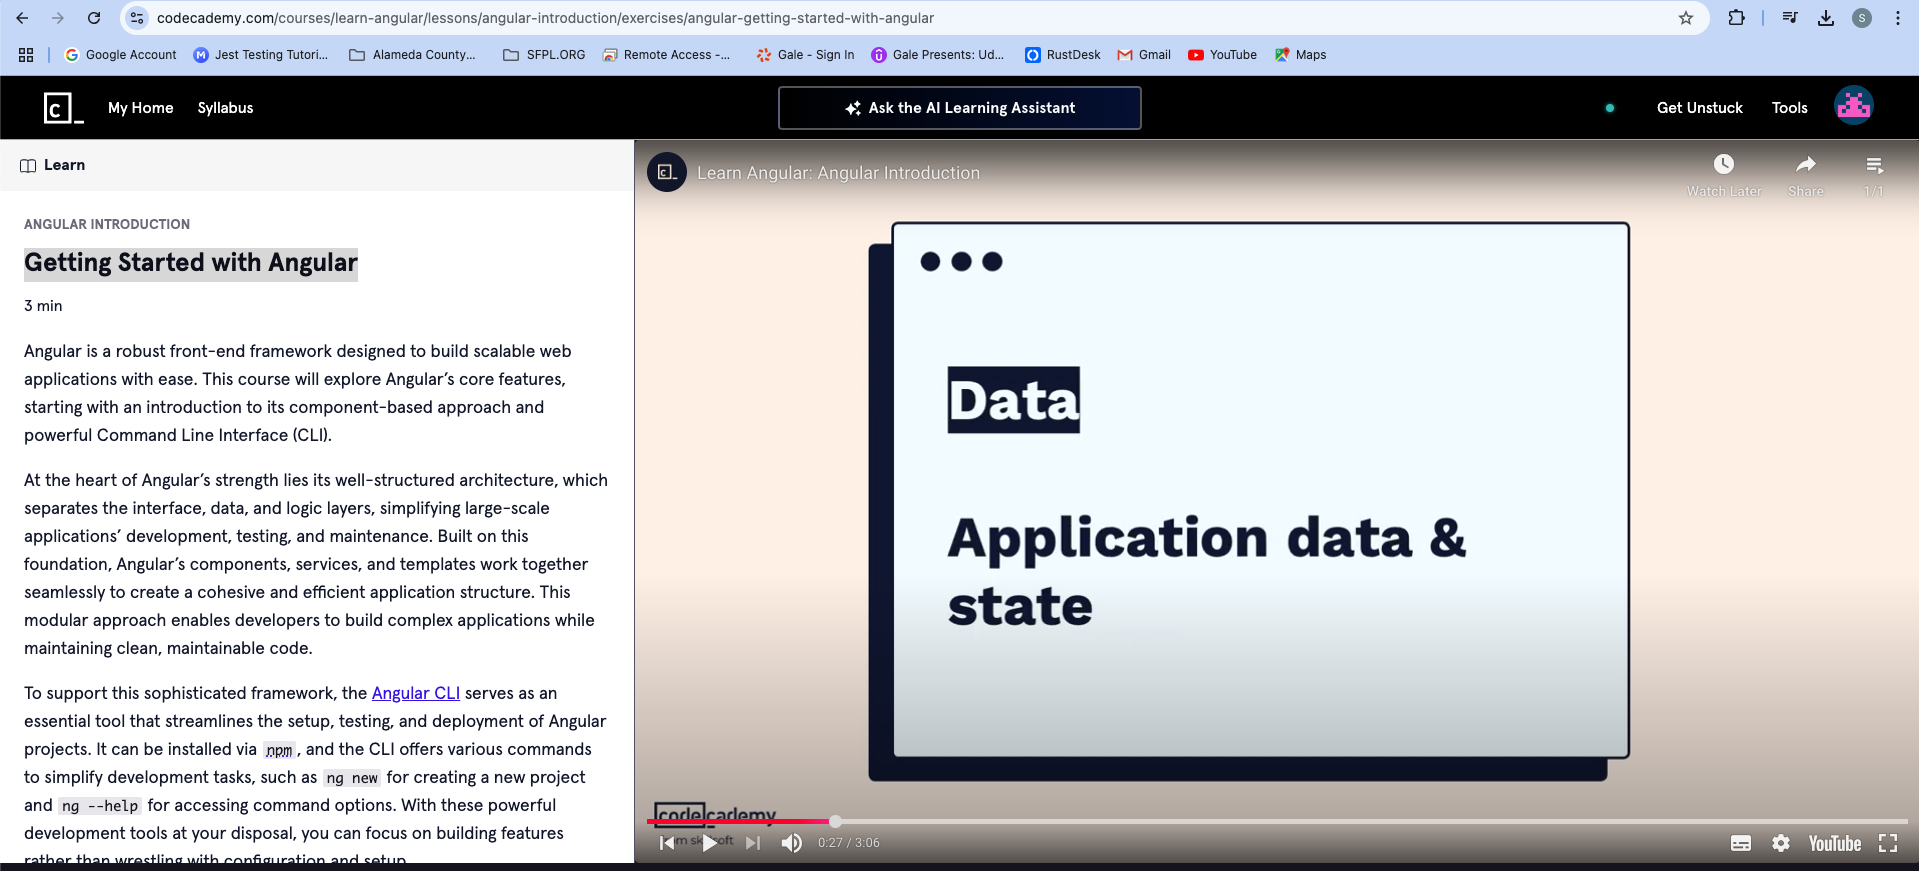 codecademy.com/courses/learn-angular/lessons/angular-introduction/exercises/angular-getting-started-with-angular
S
Google Account
Jest Testing Tutori...
Alameda County...
SFPL.ORG
Remote Access -...
Gale - Sign In
Gale Presents: Ud...
RustDesk
Gmail
YouTube
Maps
My Home
Syllabus
Ask the AI Learning Assistant
Get Unstuck
Tools
Learn
ANGULAR INTRODUCTION
Getting Started with Angular
3 min
Angular is a robust front-end framework designed to build scalable web
applications with ease. This course will explore Angular’s core features,
starting with an introduction to its component-based approach and
powerful Command Line Interface (CLI).
At the heart of Angular’s strength lies its well-structured architecture, which
separates the interface, data, and logic layers, simplifying large-scale
applications’ development, testing, and maintenance. Built on this
foundation, Angular’s components, services, and templates work together
seamlessly to create a cohesive and efficient application structure. This
modular approach enables developers to build complex applications while
maintaining clean, maintainable code.
To support this sophisticated framework, the Angular CLI serves as an
essential tool that streamlines the setup, testing, and deployment of Angular
projects. It can be installed via npm, and the CLI offers various commands
to simplify development tasks, such as ng new for creating a new project
and ng --help for accessing command options. With these powerful
development tools at your disposal, you can focus on building features
rather than wrestling with configuration and setup.
Learn Angular: Angular Introduction
Watch Later
Share
1/1
Data
Application data &
state
codecademy
0:27 / 3:06
YouTube